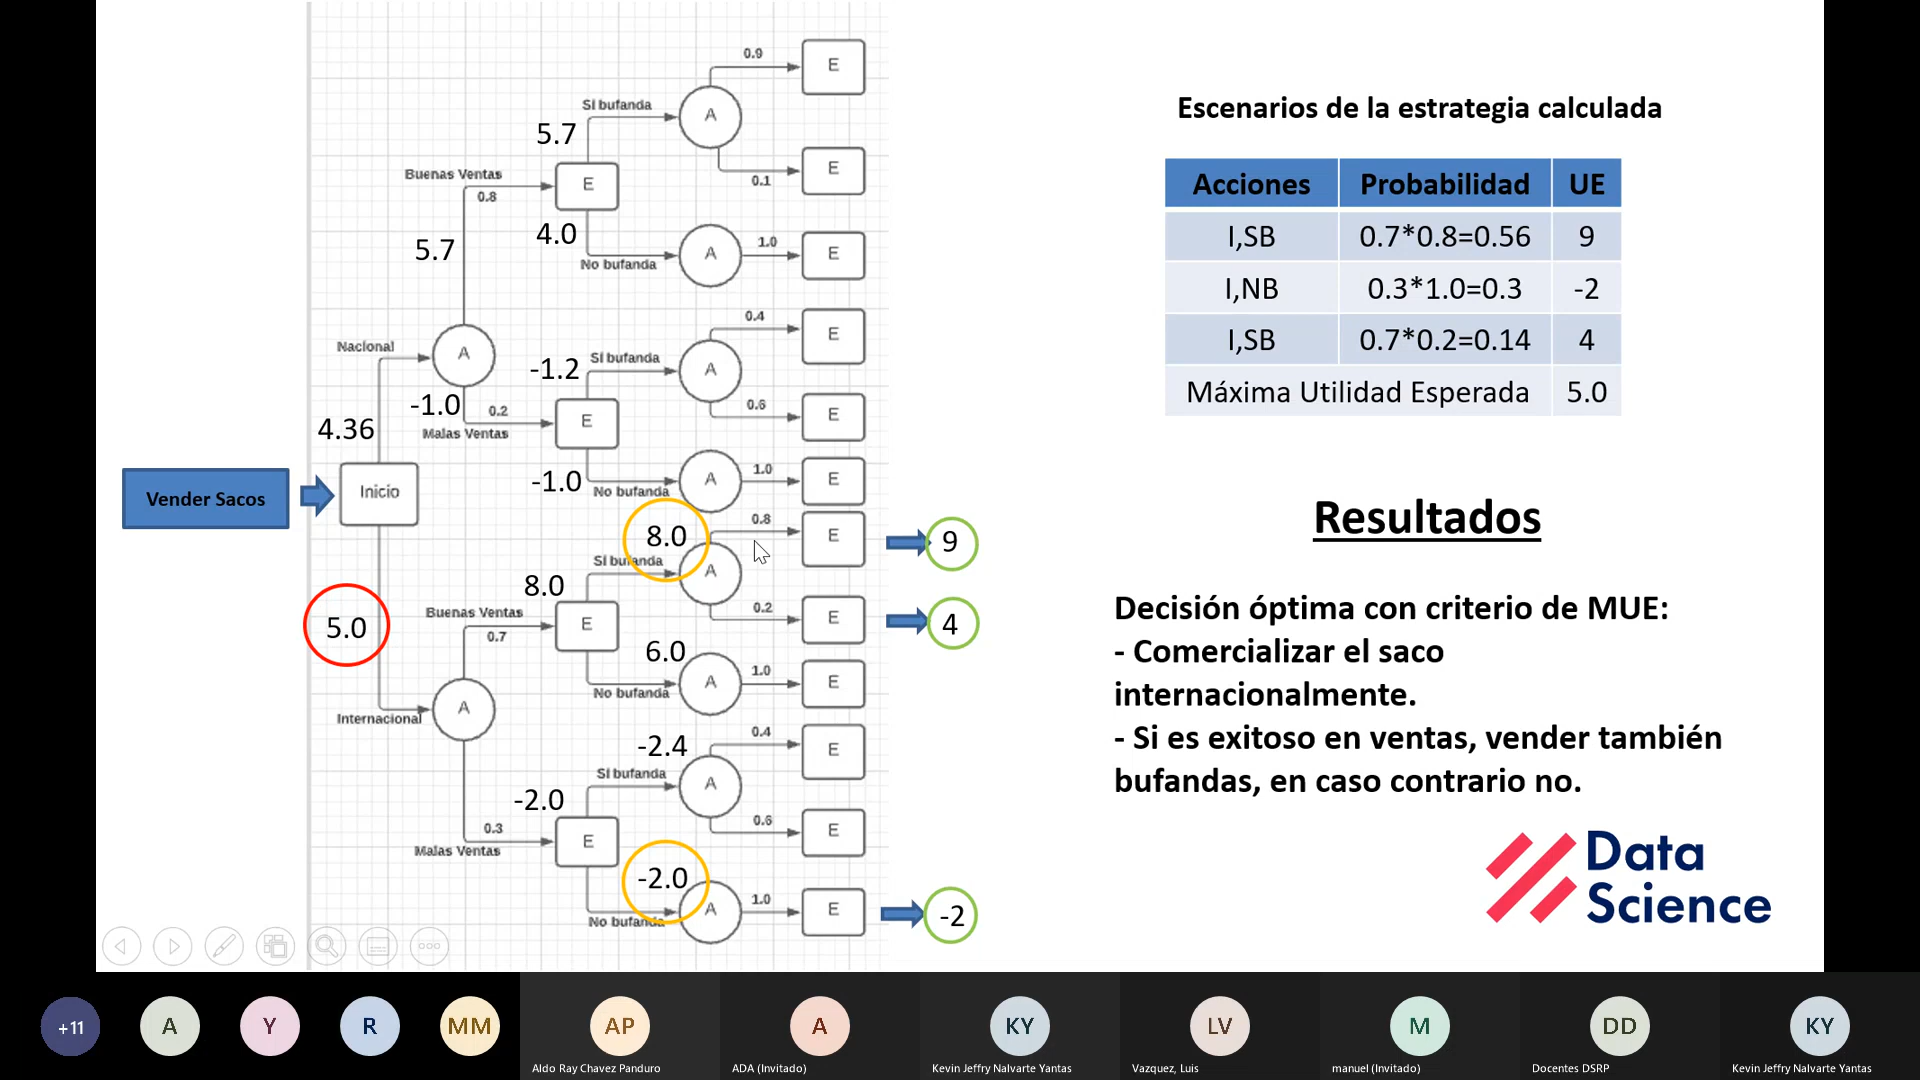 0.9
E
Sí bufanda
A
5.7
E
0.1
Buenas Ventas
E
0.8
4.0
1.0
A
E
No bufanda
5.7
0.4
E
Nacional
A
Sí bufanda
-1.2
A
-1.0
0.2
0.6
E
Malas Ventas
E
4.36
1.0
A
E
-1.0
No bufanda
Vender Sacos
Inicio
0.8
8.0
E
9
Sí bufanda
A
8.0
Buenas Ventas
0.7
E
0.2
E
4
5.0
6.0
1.0
A
E
No bufanda
A
Internacional
0.4
-2.4
E
Sí bufanda
A
-2.0
0.6
E
0.3
E
Malas Ventas
-2.0
1.0
A
E
-2
No bufanda
Escenarios de la estrategia calculada
Acciones Probabilidad UE
I,SB 0.7*0.8=0.56 9
I,NB 0.3*1.0=0.3 -2
I,SB 0.7*0.2=0.14 4
Máxima Utilidad Esperada 5.0
Resultados
Decisión óptima con criterio de MUE:
- Comercializar el saco
internacionalmente.
- Si es exitoso en ventas, vender también
bufandas, en caso contrario no.
Data
Science
+11
A
Y
R
MM
AP
A
KY
LV
M
DD
KY
Aldo Ray Chavez Panduro
ADA (Invitado)
Kevin Jeffry Nalvarte Yantas
Vazquez, Luis
manuel (Invitado)
Docentes DSRP
Kevin Jeffry Nalvarte Yantas